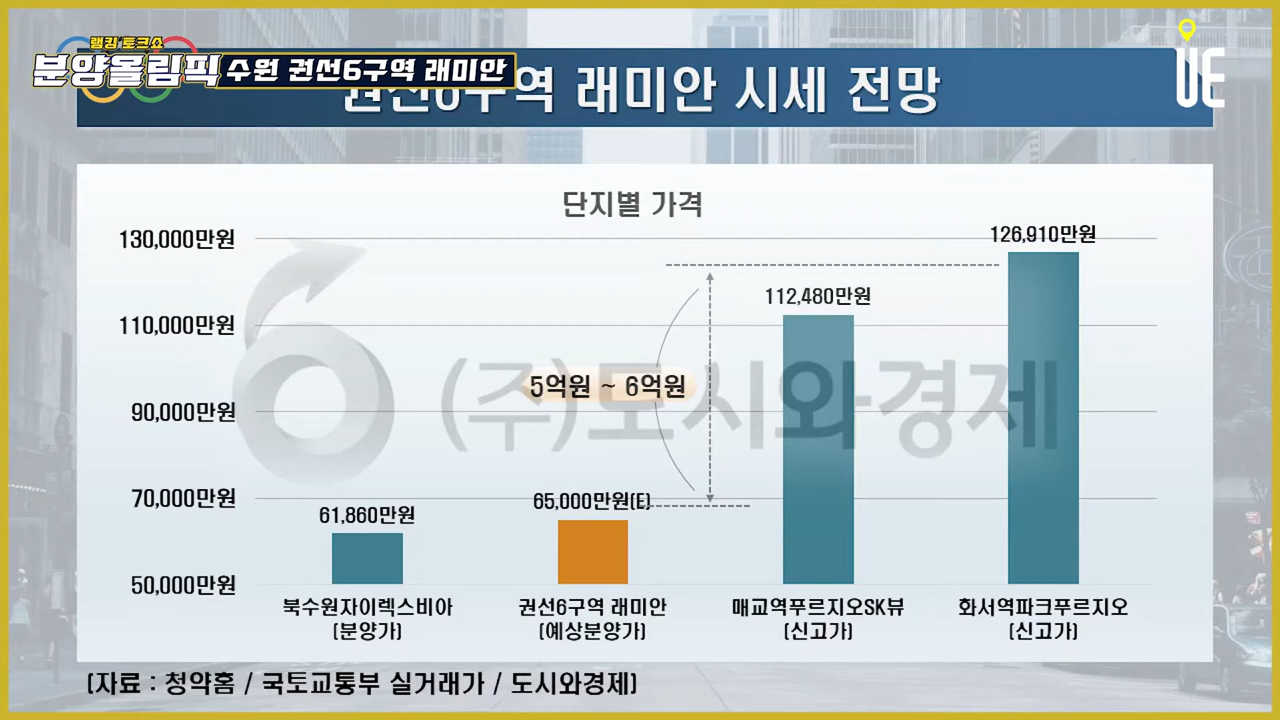 랭킹 토크쇼
분양올림픽 수원 권선6구역 래미안
UE
권선6구역 래미안 시세 전망
단지별 가격
130,000만원
110,000만원
90,000만원
70,000만원
50,000만원
61,860만원
65,000만원(E)
112,480만원
126,910만원
5억원 ~ 6억원
(주)도시와경제
북수원자이렉스비아
(분양가)
권선6구역 래미안
(예상분양가)
매교역푸르지오SK뷰
(신고가)
화서역파크푸르지오
(신고가)
(자료 : 청약홈 / 국토교통부 실거래가 / 도시와경제)